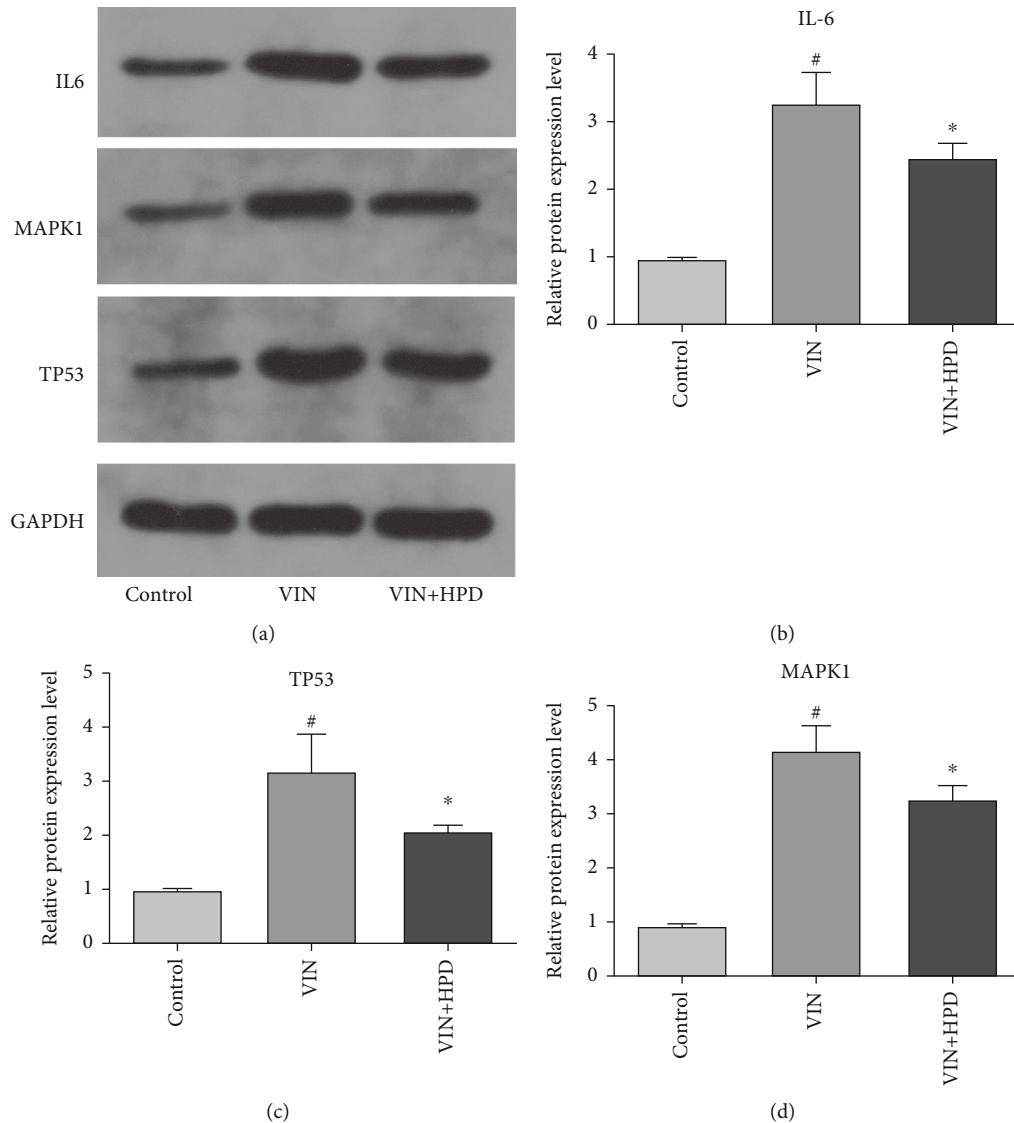 IL6
MAPK1
TP53
GAPDH
Control VIN VIN+HPD
(a)
IL-6
Relative protein expression level
4
3
2
1
0
#
*
Control
VIN
VIN+HPD
(b)
TP53
Relative protein expression level
5
4
3
2
1
0
#
*
Control
VIN
VIN+HPD
(c)
MAPK1
Relative protein expression level
5
4
3
2
1
0
#
*
Control
VIN
VIN+HPD
(d)